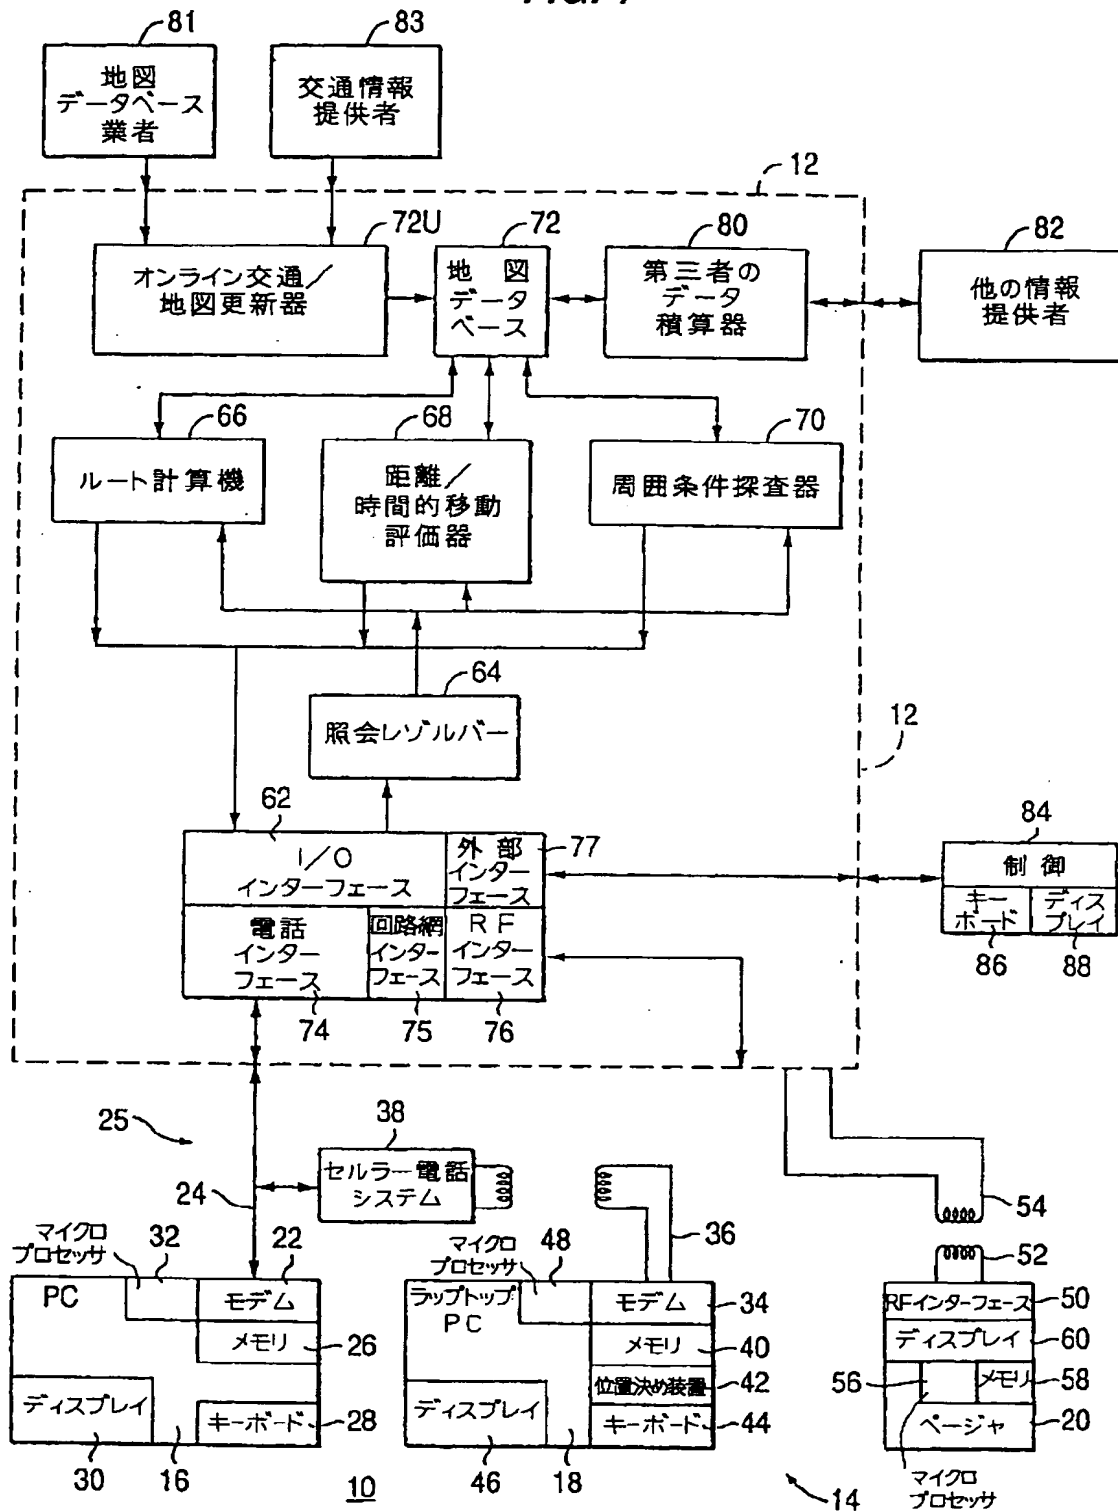 81
83
地図
データベース
業者
交通情報
提供者
12
72U
72
80
82
オンライン交通／
地図更新器
地図
データ
ベース
第三者の
データ
積算器
他の情報
提供者
66
68
70
ルート計算機
距離／
時間的移動
評価器
周囲条件探査器
64
照会レゾルバー
12
62
I/O
インターフェース
外部
インター
フェース
77
84
制御
キー
ボード
ディス
プレイ
86
88
電話
インター
フェース
回路網
インター
フェース
RF
インター
フェース
74
75
76
25
38
セルラー電話
システム
24
54
マイクロ
プロセッサ
32
22
マイクロ
プロセッサ
48
36
52
PC
モデム
メモリ
26
ディスプレイ
キーボード
28
30
16
ラップトップ
PC
モデム
34
メモリ
40
位置決め装置
42
ディスプレイ
キーボード
44
46
18
RFインターフェース
50
ディスプレイ
60
56
メモリ
58
ページャ
20
マイクロ
プロセッサ
10
14